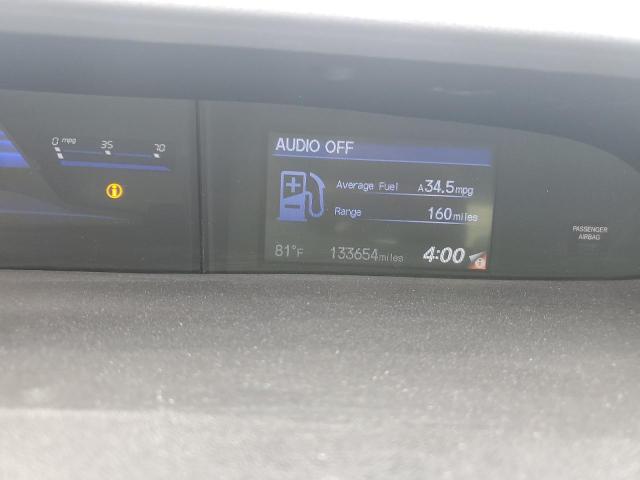 0 mpg 35 70
AUDIO OFF
Average Fuel A34.5mpg
Range 160miles
81°F 133654miles 4:00
PASSENGER
AIRBAG